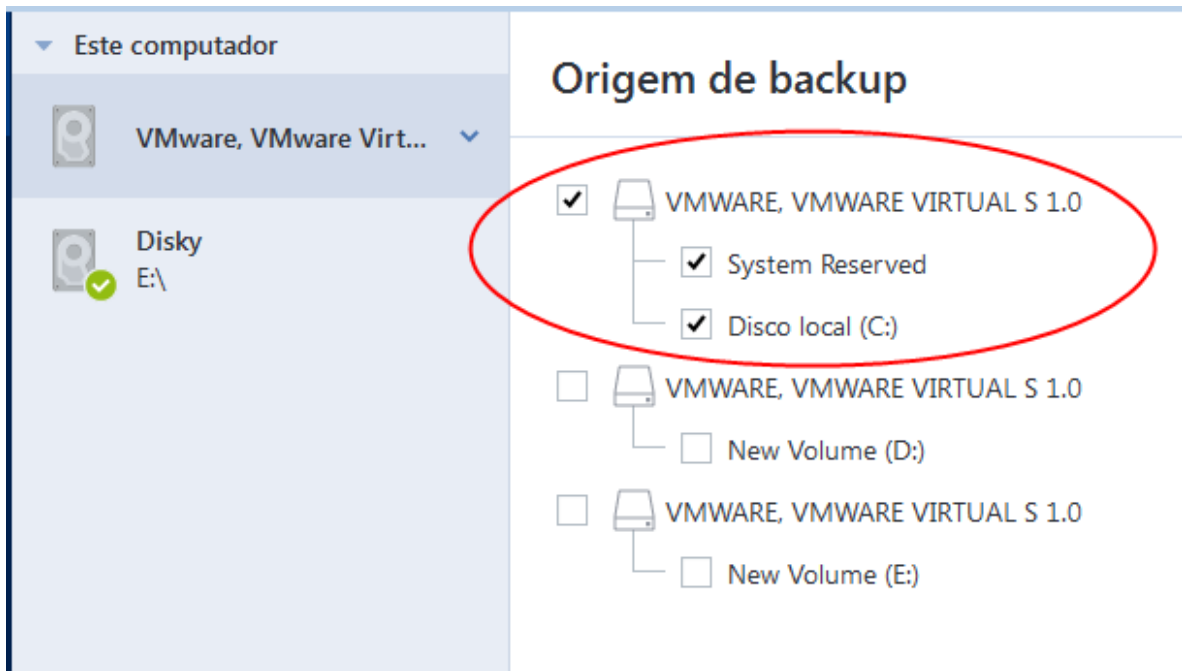 Este computador
VMware, VMware Virt...
Disky
E:\
Origem de backup
VMWARE, VMWARE VIRTUAL S 1.0
System Reserved
Disco local (C:)
VMWARE, VMWARE VIRTUAL S 1.0
New Volume (D:)
VMWARE, VMWARE VIRTUAL S 1.0
New Volume (E:)